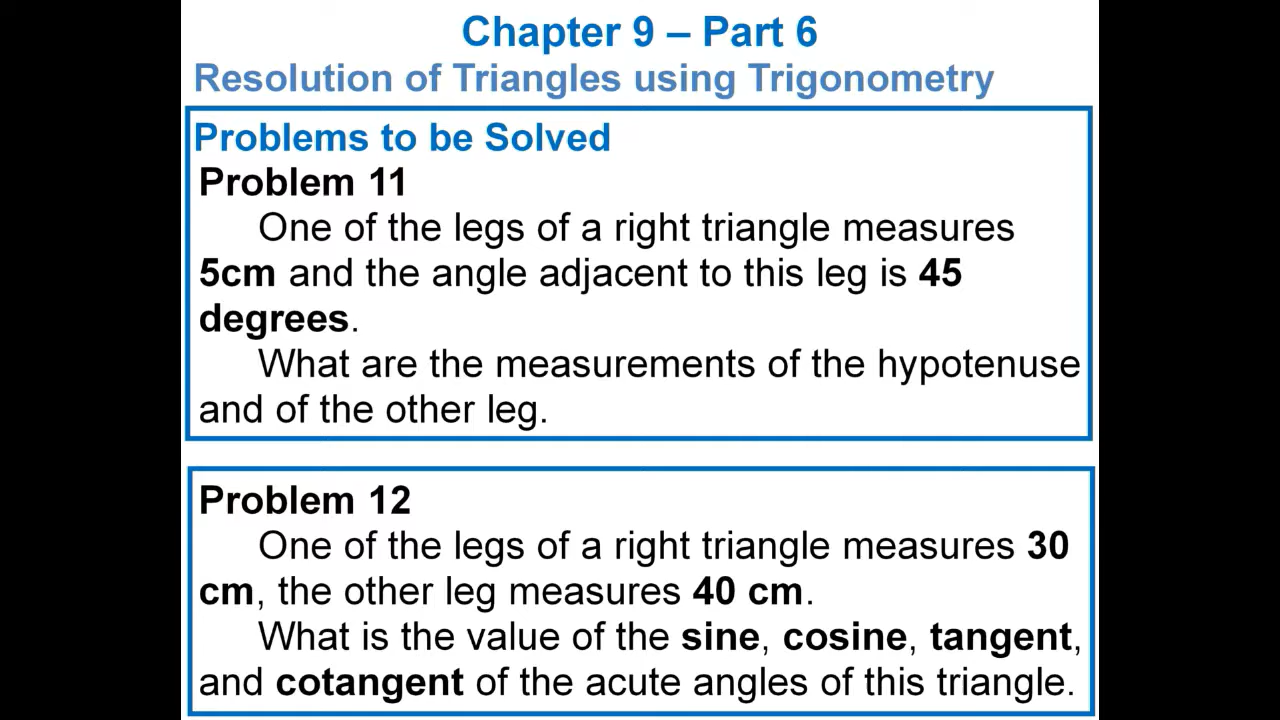 Chapter 9 – Part 6
Resolution of Triangles using Trigonometry
Problems to be Solved
Problem 11
One of the legs of a right triangle measures
5cm and the angle adjacent to this leg is 45
degrees.
What are the measurements of the hypotenuse
and of the other leg.
Problem 12
One of the legs of a right triangle measures 30
cm, the other leg measures 40 cm.
What is the value of the sine, cosine, tangent,
and cotangent of the acute angles of this triangle.